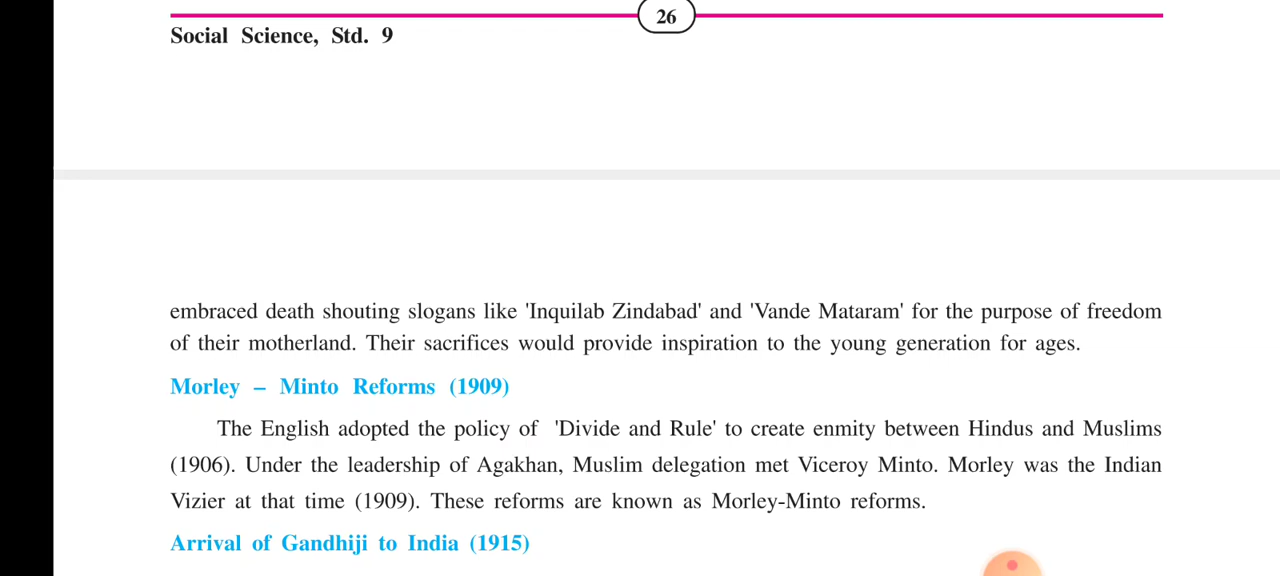 26
Social Science, Std. 9
embraced death shouting slogans like 'Inquilab Zindabad' and 'Vande Mataram' for the purpose of freedom
of their motherland. Their sacrifices would provide inspiration to the young generation for ages.
Morley – Minto Reforms (1909)
The English adopted the policy of 'Divide and Rule' to create enmity between Hindus and Muslims
(1906). Under the leadership of Agakhan, Muslim delegation met Viceroy Minto. Morley was the Indian
Vizier at that time (1909). These reforms are known as Morley-Minto reforms.
Arrival of Gandhiji to India (1915)